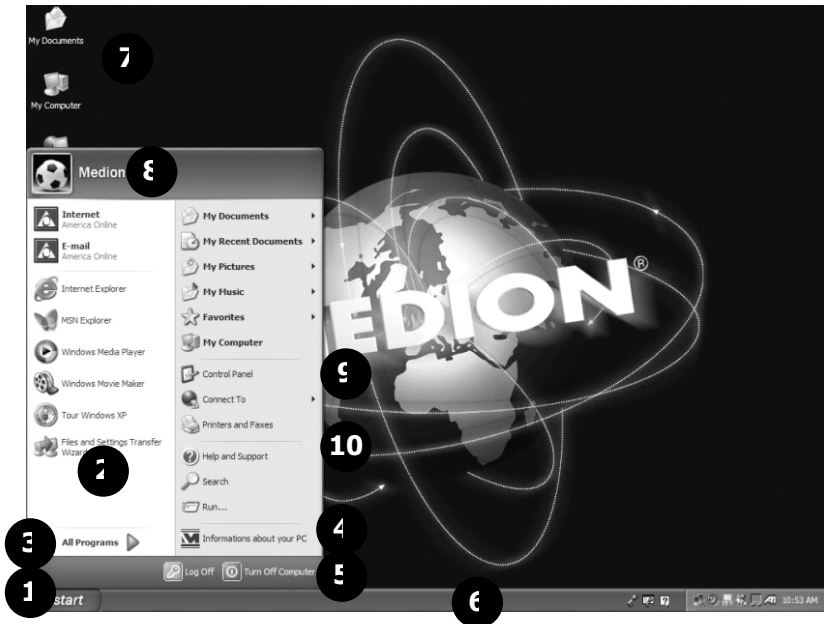 My Documents
7
My Computer
Medion
8
Internet
America Online
E-mail
America Online
Internet Explorer
MSN Explorer
Windows Media Player
Windows Movie Maker
Tour Windows XP
Files and Settings Transfer
Wizard
2
3
All Programs
My Documents
My Recent Documents
My Pictures
My Music
Favorites
My Computer
Control Panel
9
Connect To
Printers and Faxes
10
Help and Support
Search
Run...
Informations about your PC
4
Log Off
Turn Off Computer
5
1
start
6
10:53 AM
EDION®